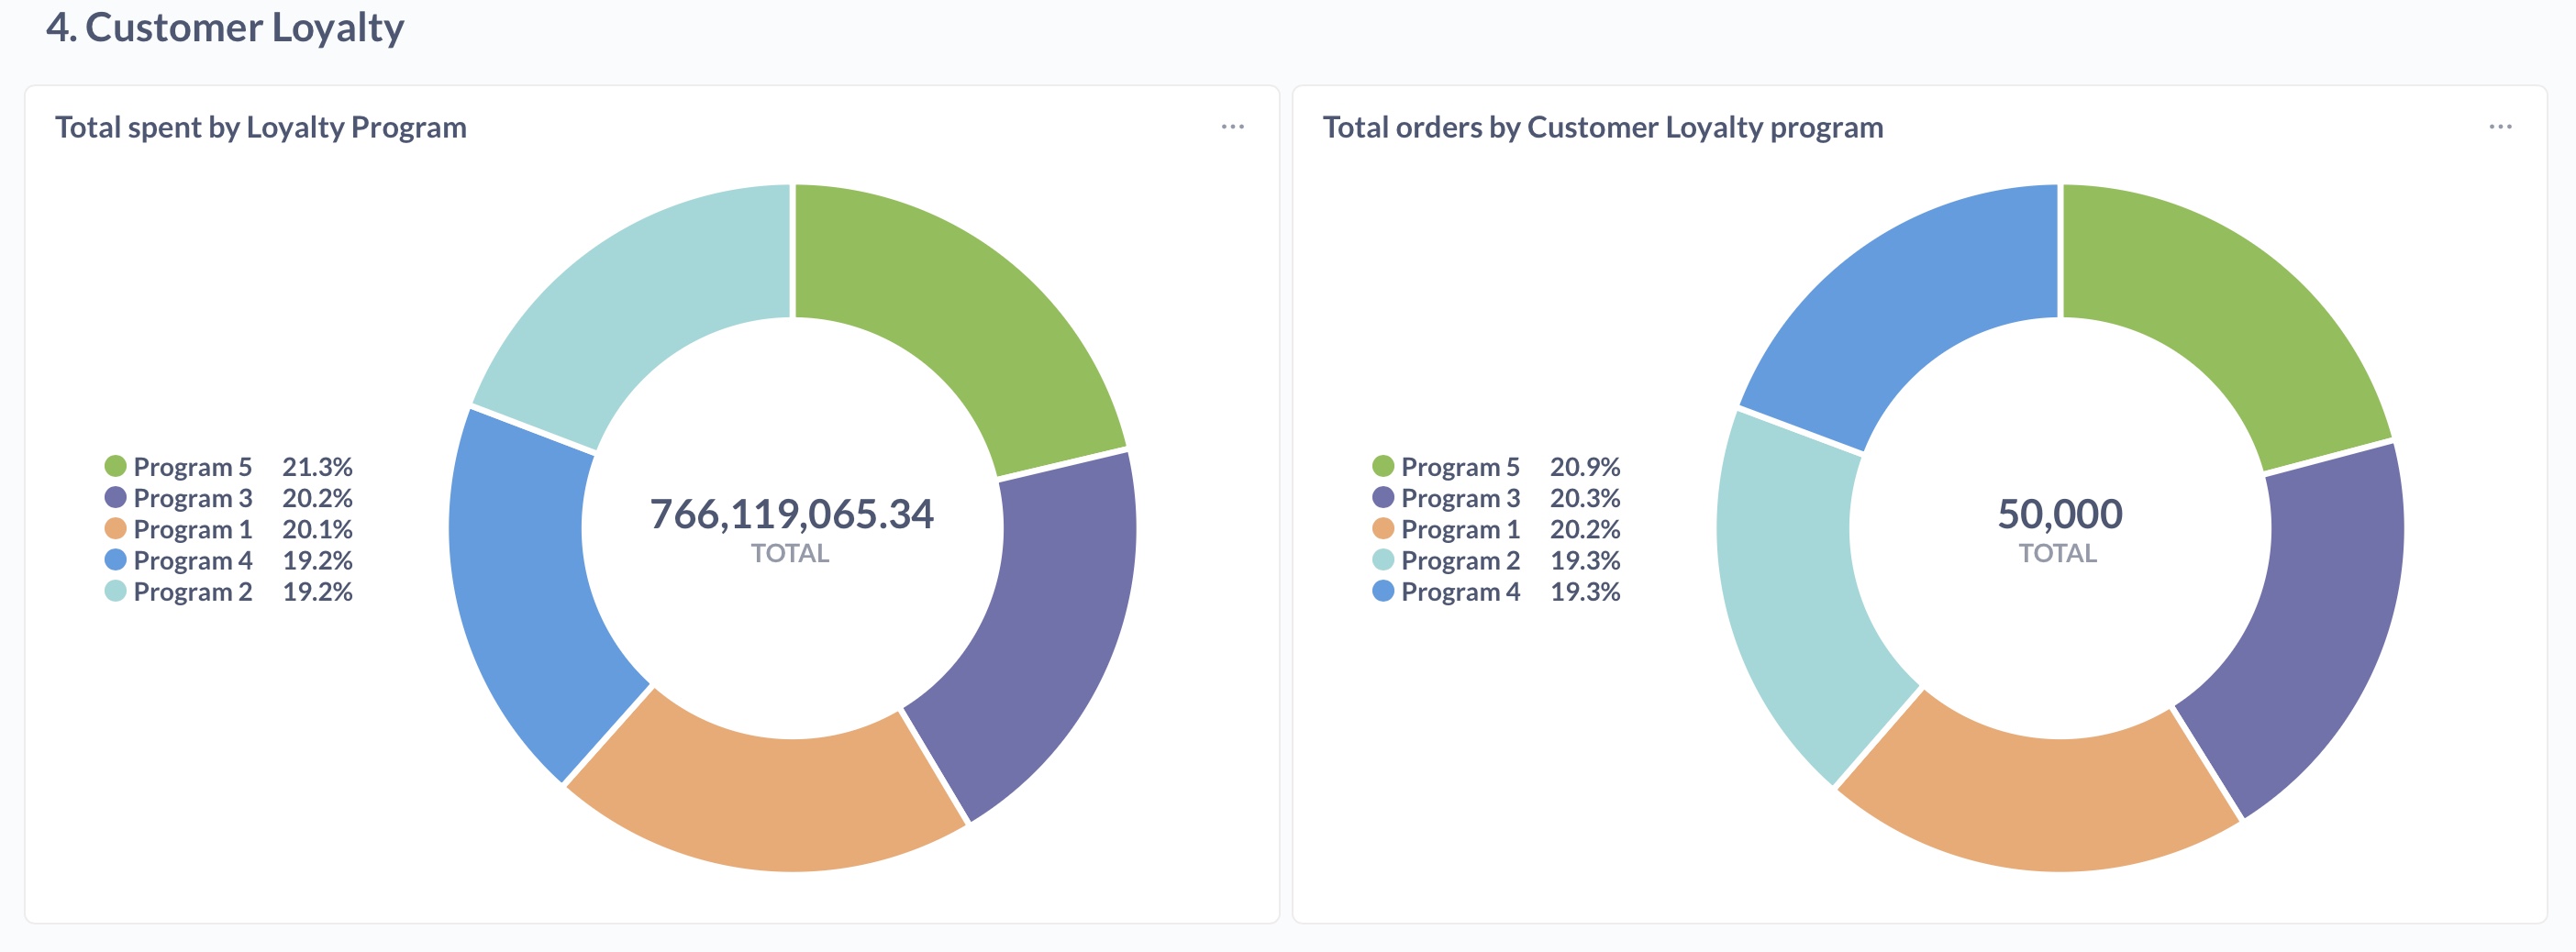 4. Customer Loyalty
Total spent by Loyalty Program
Program 5 21.3%
Program 3 20.2%
Program 1 20.1%
Program 4 19.2%
Program 2 19.2%
766,119,065.34
TOTAL
Total orders by Customer Loyalty program
Program 5 20.9%
Program 3 20.3%
Program 1 20.2%
Program 2 19.3%
Program 4 19.3%
50,000
TOTAL